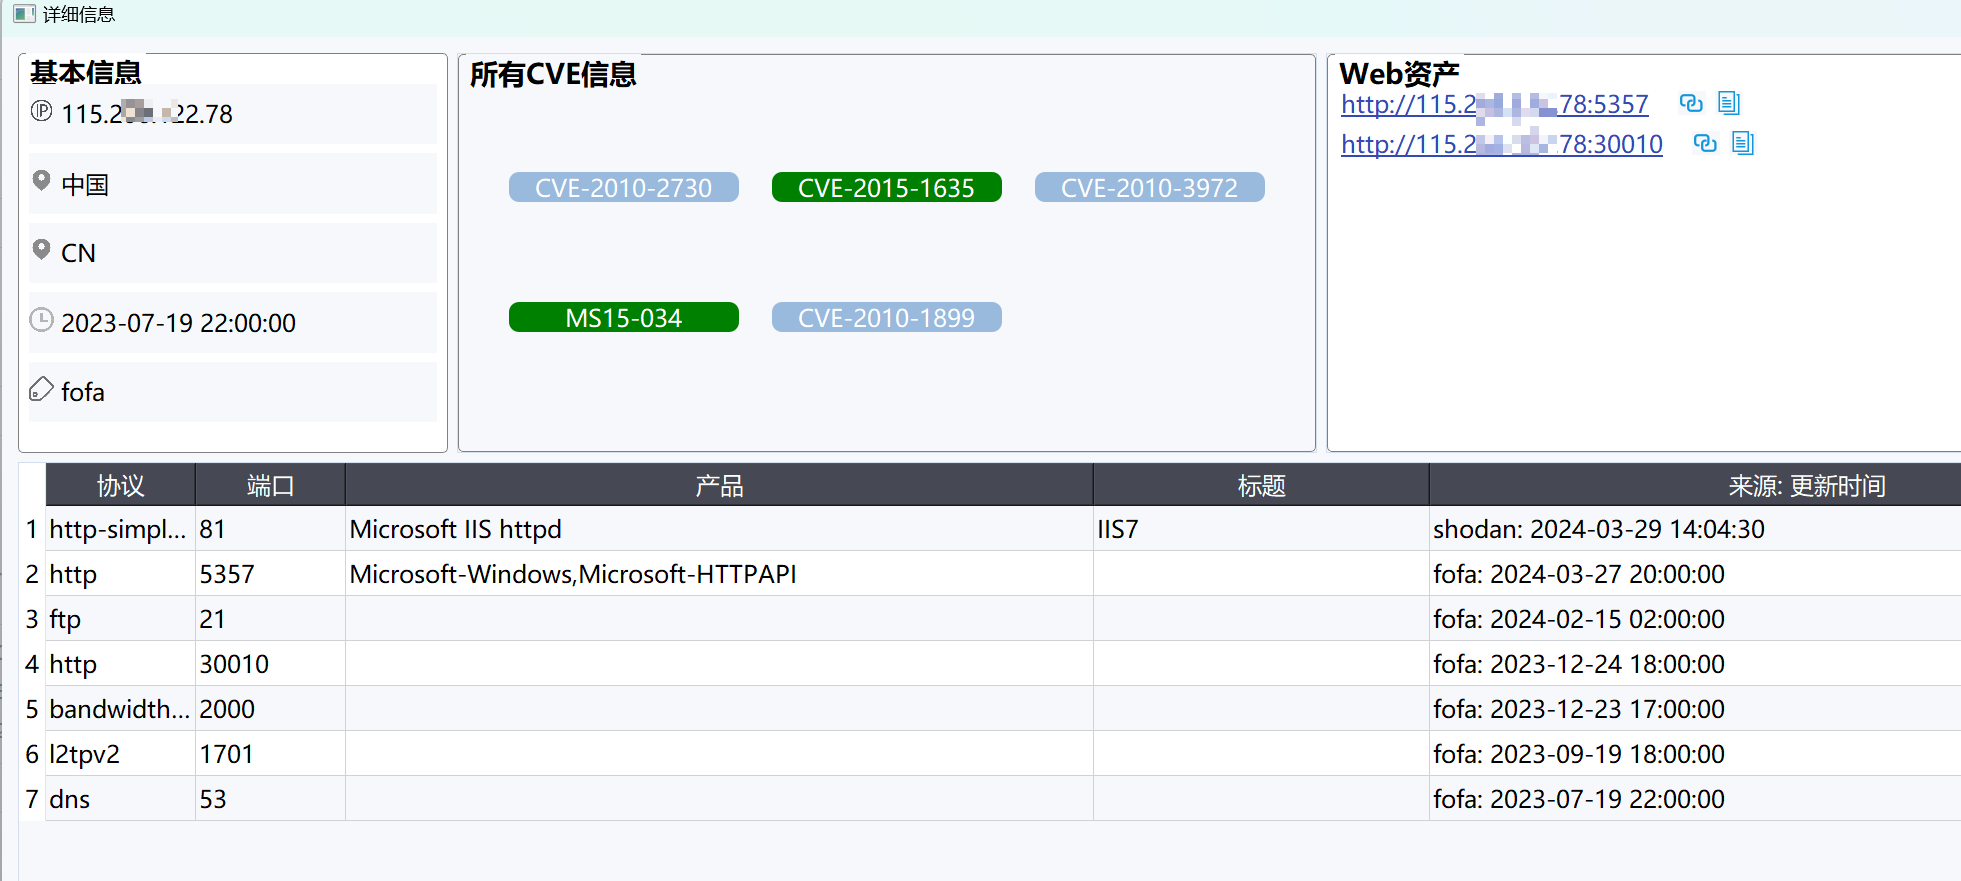 详细信息
基本信息
115.2 22.78
中国
CN
2023-07-19 22:00:00
fofa
所有CVE信息
CVE-2010-2730 CVE-2015-1635 CVE-2010-3972
MS15-034 CVE-2010-1899
Web资产
http://115.2 78:5357
http://115.2 78:30010
协议 端口 产品 标题 来源: 更新时间
1 http-simpl... 81 Microsoft IIS httpd IIS7 shodan: 2024-03-29 14:04:30
2 http 5357 Microsoft-Windows,Microsoft-HTTPAPI fofa: 2024-03-27 20:00:00
3 ftp 21 fofa: 2024-02-15 02:00:00
4 http 30010 fofa: 2023-12-24 18:00:00
5 bandwidth... 2000 fofa: 2023-12-23 17:00:00
6 l2tpv2 1701 fofa: 2023-09-19 18:00:00
7 dns 53 fofa: 2023-07-19 22:00:00